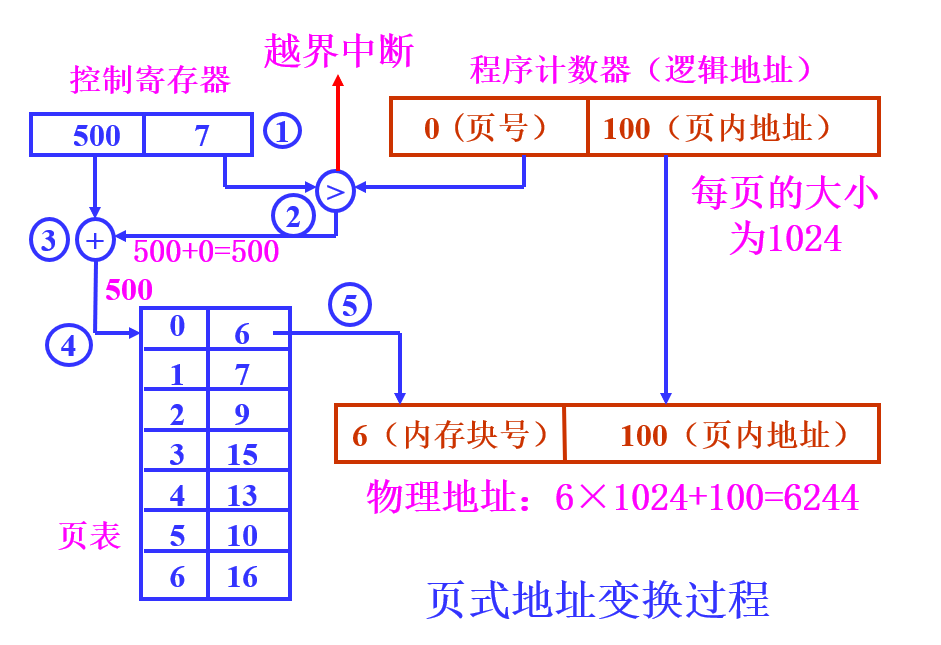 越界中断
控制寄存器
程序计数器（逻辑地址）
500 7
①
0（页号） 100（页内地址）
>
②
每页的大小
为1024
③
+
500+0=500
500
④
⑤
0 6
1 7
2 9
3 15
4 13
5 10
6 16
页表
6（内存块号） 100（页内地址）
物理地址：6×1024+100=6244
页式地址变换过程